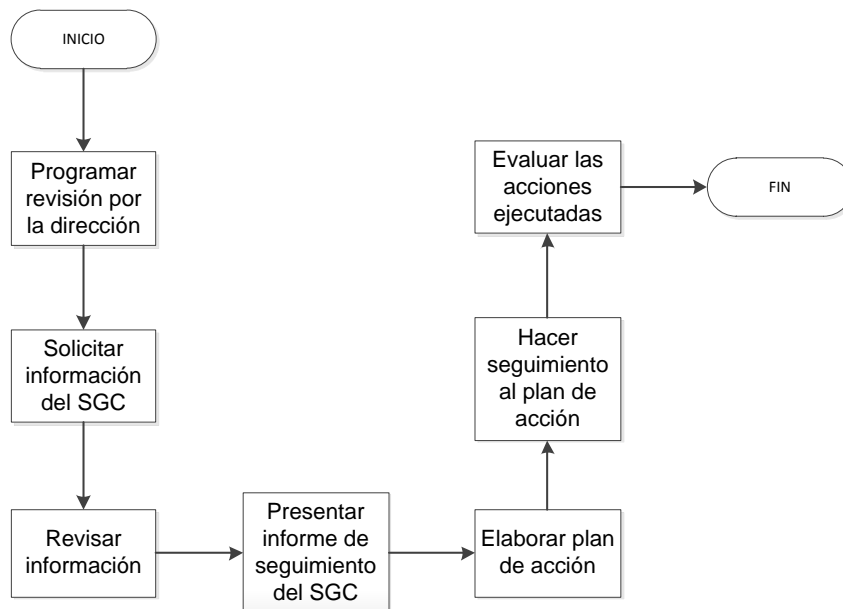 INICIO
Programar
revisión por
la dirección
Solicitar
información
del SGC
Revisar
información
Presentar
informe de
seguimiento
del SGC
Elaborar plan
de acción
Hacer
seguimiento
al plan de
acción
Evaluar las
acciones
ejecutadas
FIN